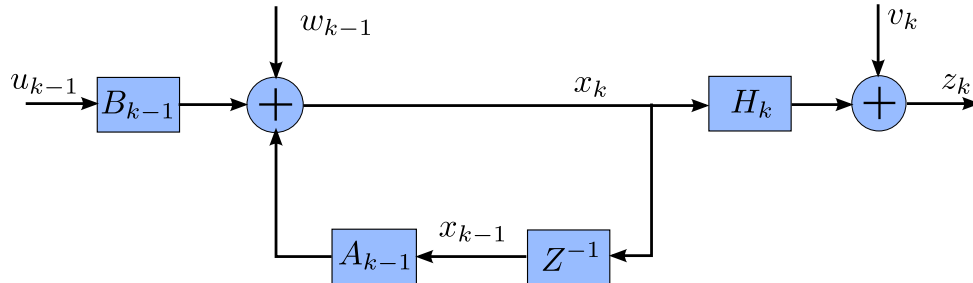 w_{k-1}
v_k
u_{k-1}
B_{k-1}
+
x_k
H_k
+
z_k
A_{k-1}
x_{k-1}
Z^{-1}